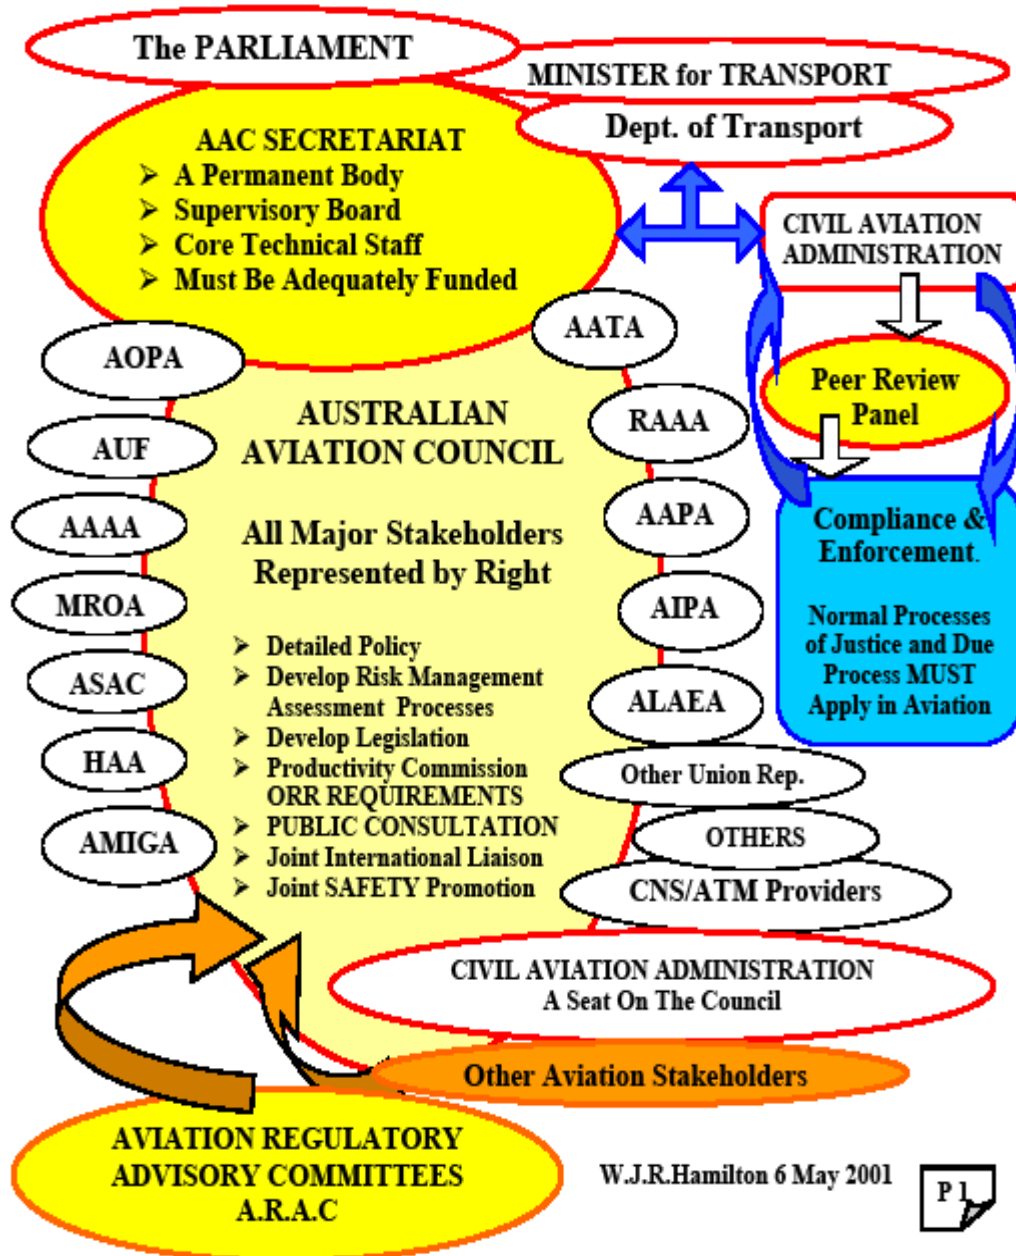 The PARLIAMENT
MINISTER for TRANSPORT
Dept. of Transport
AAC SECRETARIAT
➢ A Permanent Body
➢ Supervisory Board
➢ Core Technical Staff
➢ Must Be Adequately Funded
CIVIL AVIATION
ADMINISTRATION
Peer Review
Panel
Compliance &
Enforcement.
Normal Processes
of Justice and Due
Process MUST
Apply in Aviation
AOPA
AUF
AAAA
MROA
ASAC
HAA
AMIGA
AATA
RAAA
AAPA
AIPA
ALAEA
Other Union Rep.
OTHERS
CNS/ATM Providers
AUSTRALIAN
AVIATION COUNCIL
All Major Stakeholders
Represented by Right
➢ Detailed Policy
➢ Develop Risk Management
Assessment Processes
➢ Develop Legislation
➢ Productivity Commission
ORR REQUIREMENTS
➢ PUBLIC CONSULTATION
➢ Joint International Liaison
➢ Joint SAFETY Promotion
CIVIL AVIATION ADMINISTRATION
A Seat On The Council
Other Aviation Stakeholders
AVIATION REGULATORY
ADVISORY COMMITTEES
A.R.A.C
W.J.R.Hamilton 6 May 2001
P 1